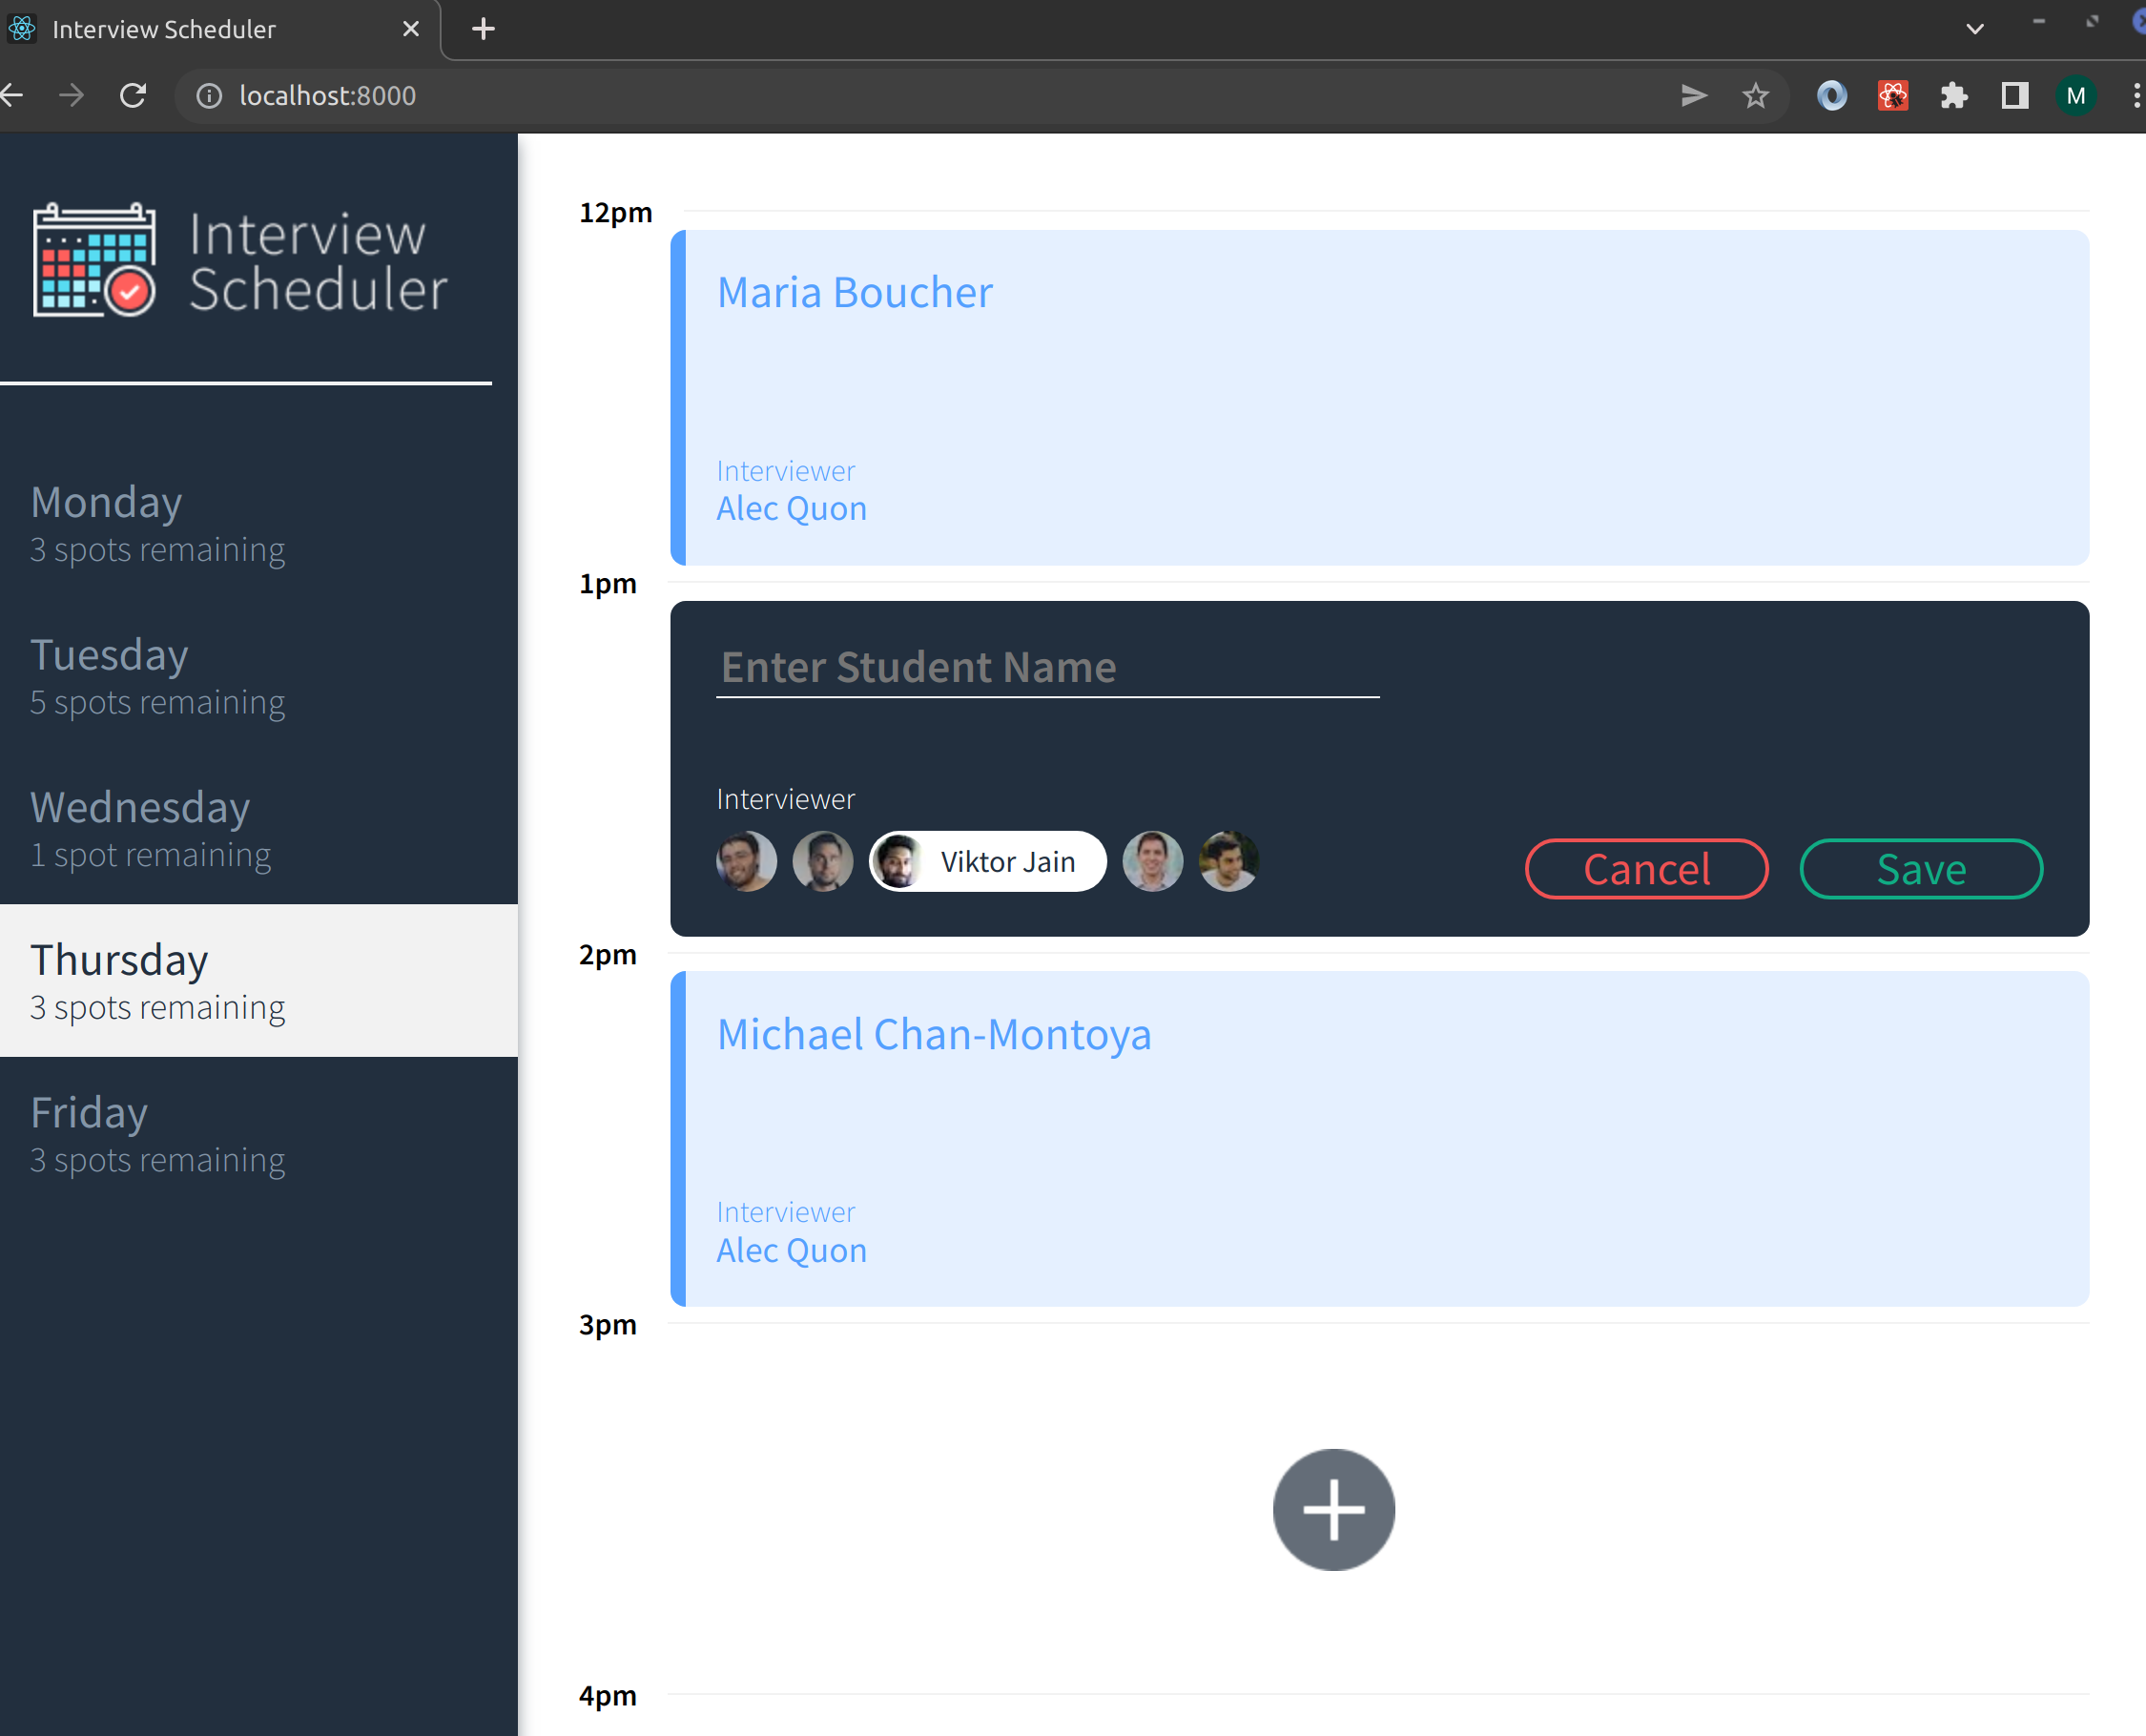 Interview Scheduler
localhost:8000
M
Interview
Scheduler
Monday
3 spots remaining
Tuesday
5 spots remaining
Wednesday
1 spot remaining
Thursday
3 spots remaining
Friday
3 spots remaining
12pm
Maria Boucher
Interviewer
Alec Quon
1pm
Enter Student Name
Interviewer
Viktor Jain
Cancel
Save
2pm
Michael Chan-Montoya
Interviewer
Alec Quon
3pm
4pm